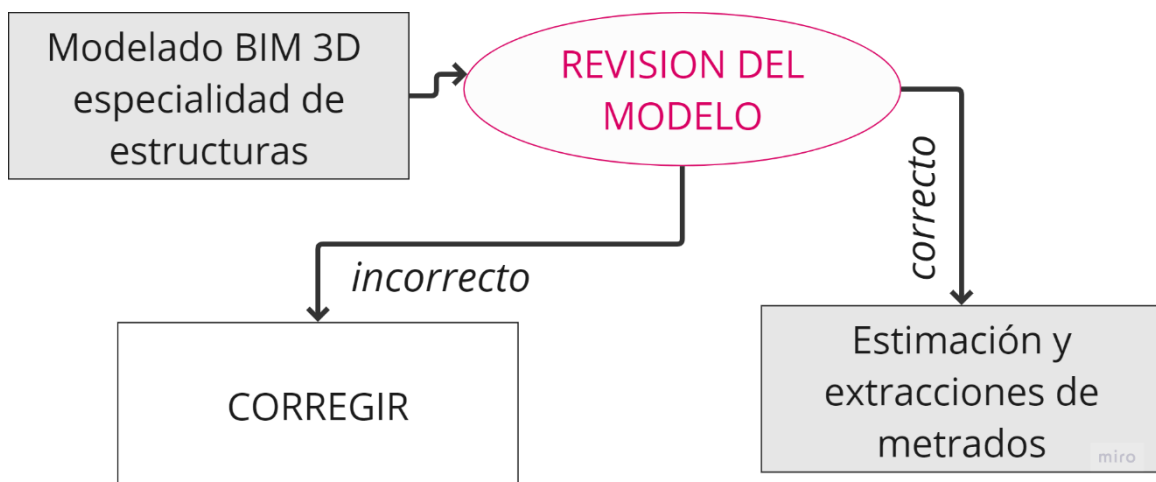 Modelado BIM 3D
especialidad de
estructuras
REVISION DEL
MODELO
incorrecto
correcto
CORREGIR
Estimación y
extracciones de
metrados
miro